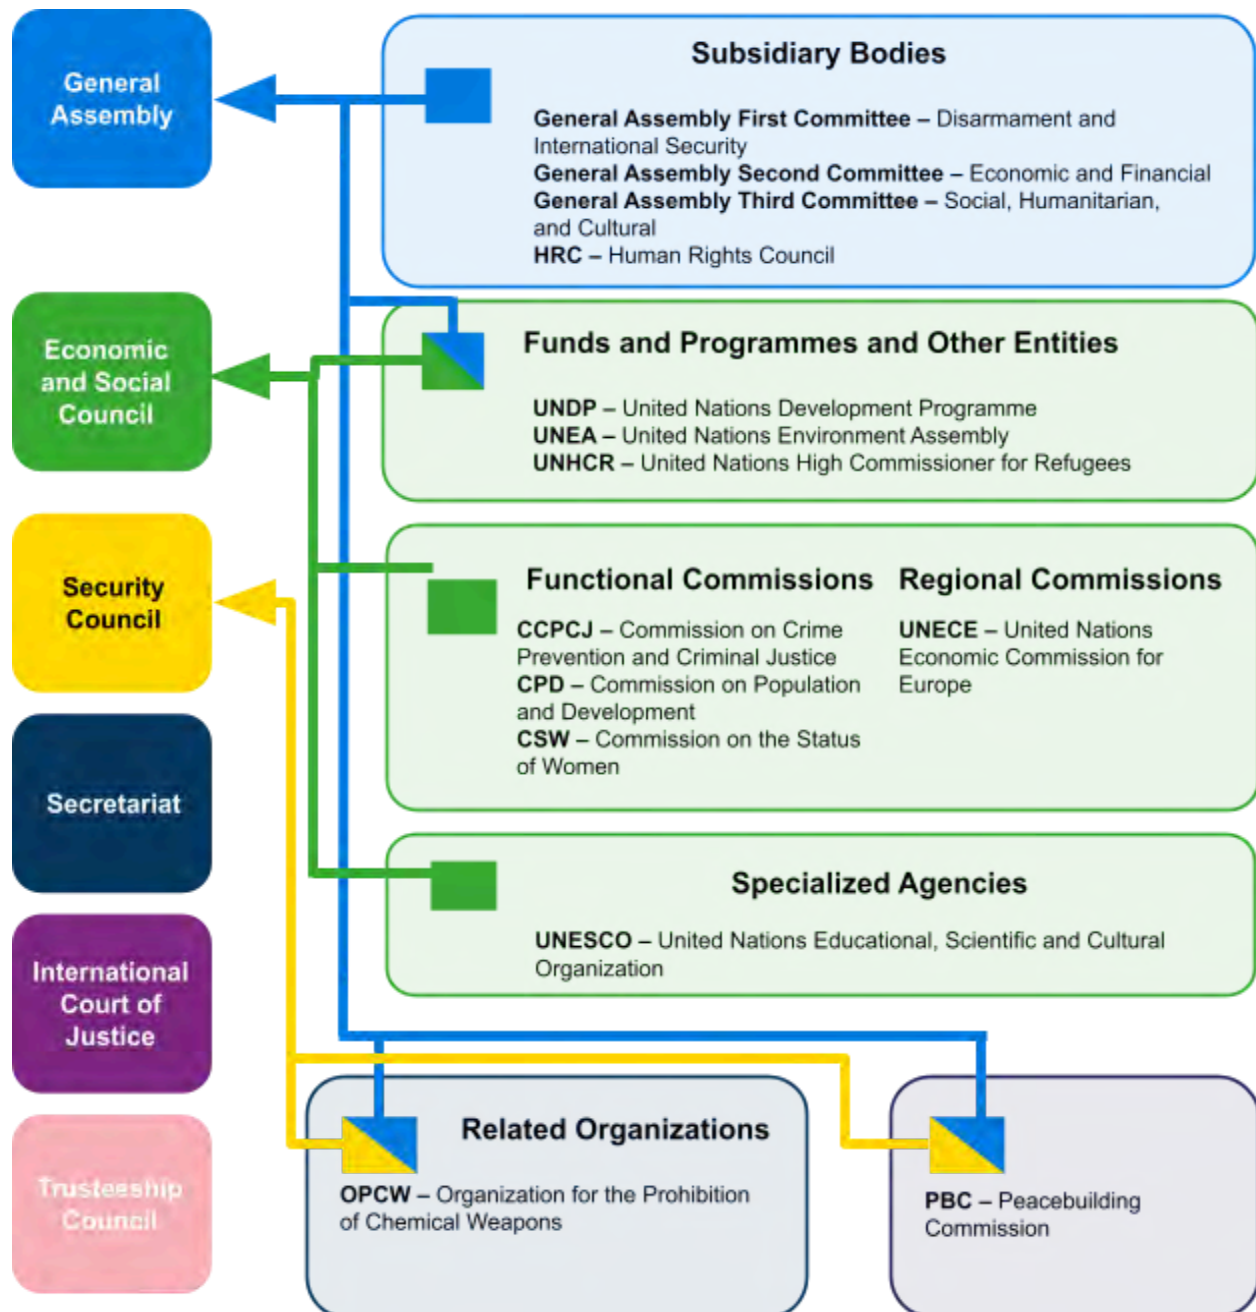 General
Assembly
Subsidiary Bodies
General Assembly First Committee – Disarmament and
International Security
General Assembly Second Committee – Economic and Financial
General Assembly Third Committee – Social, Humanitarian,
and Cultural
HRC – Human Rights Council
Economic
and Social
Council
Funds and Programmes and Other Entities
UNDP – United Nations Development Programme
UNEA – United Nations Environment Assembly
UNHCR – United Nations High Commissioner for Refugees
Security
Council
Functional Commissions
CCPCJ – Commission on Crime
Prevention and Criminal Justice
CPD – Commission on Population
and Development
CSW – Commission on the Status
of Women
Regional Commissions
UNECE – United Nations
Economic Commission for
Europe
Secretariat
Specialized Agencies
UNESCO – United Nations Educational, Scientific and Cultural
Organization
International
Court of
Justice
Trusteeship
Council
Related Organizations
OPCW – Organization for the Prohibition
of Chemical Weapons
PBC – Peacebuilding
Commission